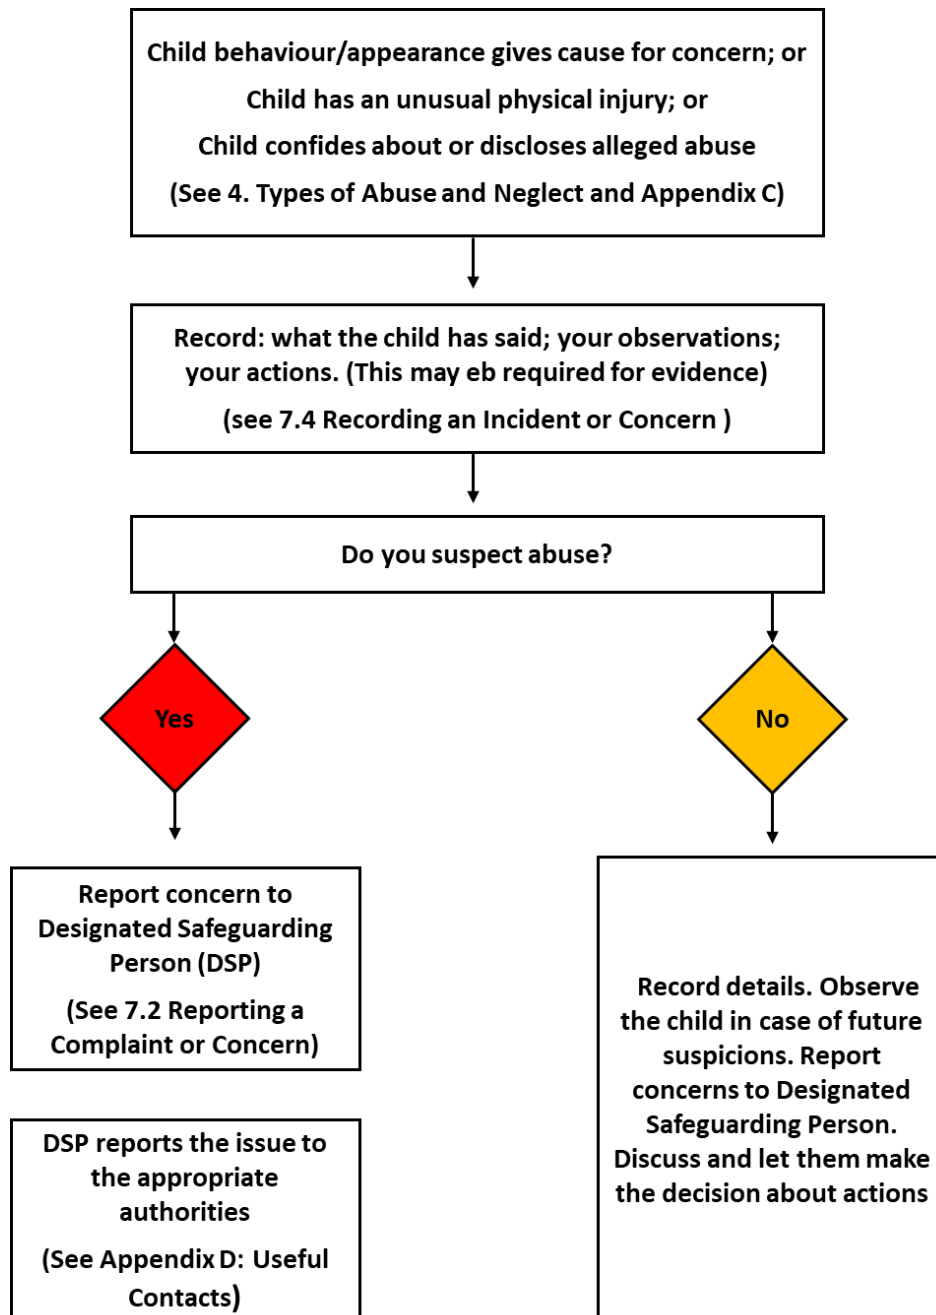 Child behaviour/appearance gives cause for concern; or
Child has an unusual physical injury; or
Child confides about or discloses alleged abuse
(See 4. Types of Abuse and Neglect and Appendix C)
Record: what the child has said; your observations;
your actions. (This may eb required for evidence)
(see 7.4 Recording an Incident or Concern )
Do you suspect abuse?
Yes
No
Report concern to
Designated Safeguarding
Person (DSP)
(See 7.2 Reporting a
Complaint or Concern)
DSP reports the issue to
the appropriate
authorities
(See Appendix D: Useful
Contacts)
Record details. Observe
the child in case of future
suspicions. Report
concerns to Designated
Safeguarding Person.
Discuss and let them make
the decision about actions